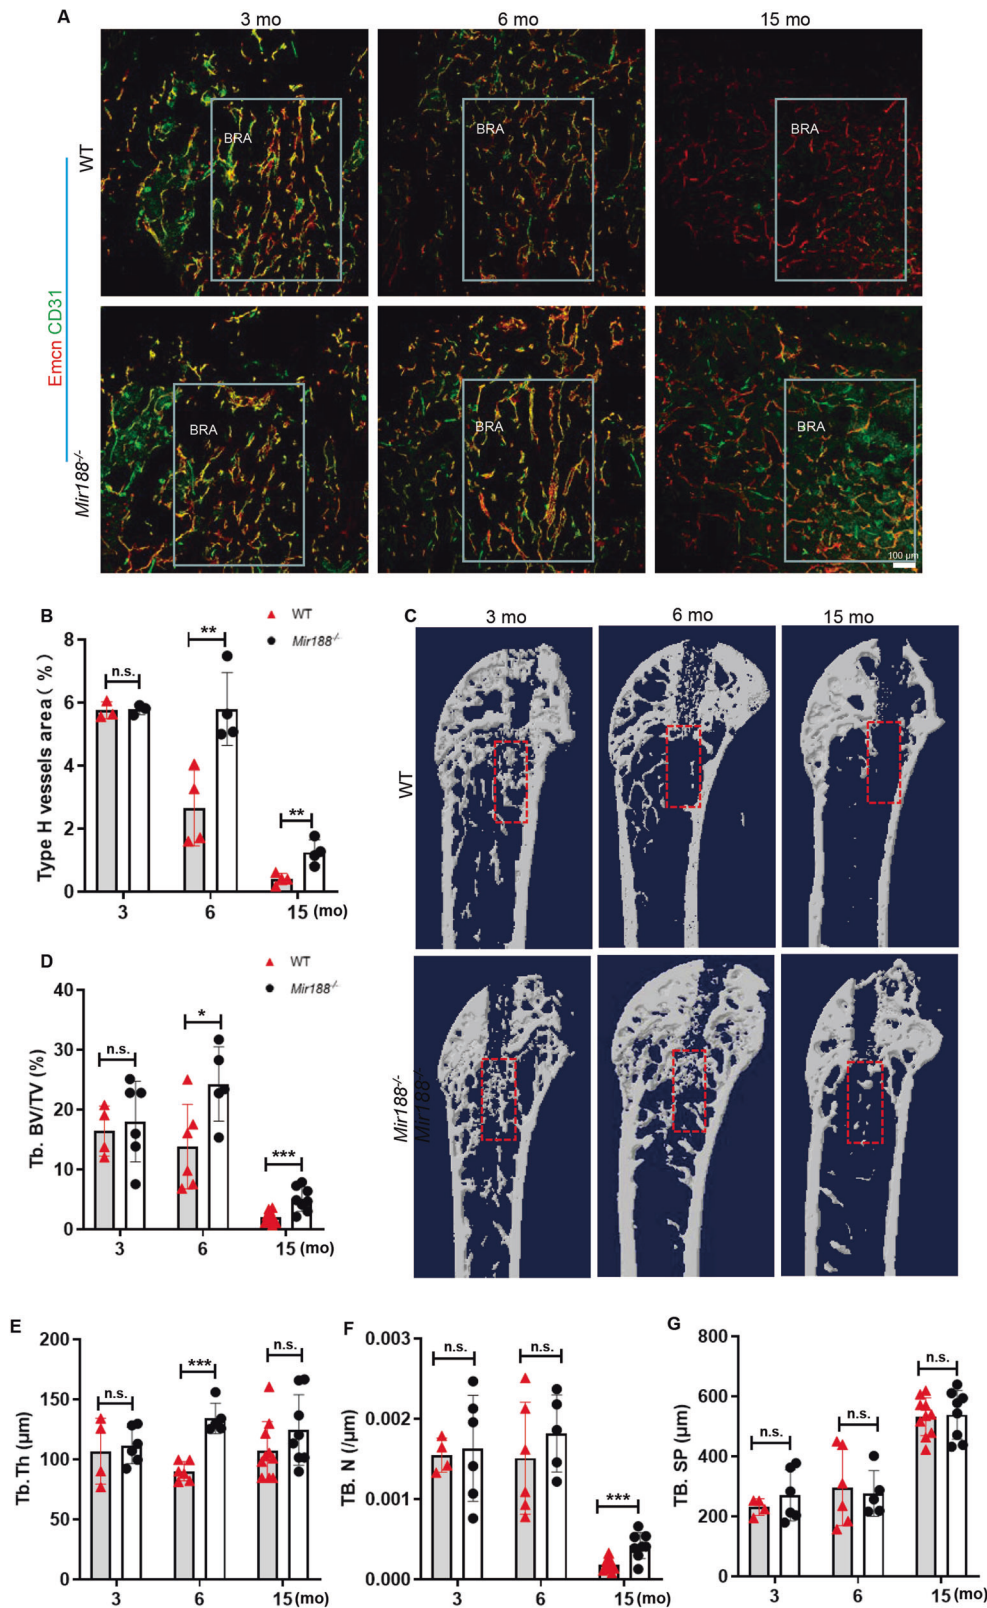 A
3 mo
6 mo
15 mo
WT
BRA
BRA
BRA
Emcn CD31
Mir188-/-
BRA
BRA
BRA
100 µm
B
WT
Mir188-/-
Type H vessels area( % )
8
6
4
2
0
n.s.
**
**
3
6
15
(mo)
C
3 mo
6 mo
15 mo
WT
Mir188-/-
Mir188-/-
D
WT
Mir188-/-
Tb. BV/TV (%)
40
30
20
10
0
n.s.
*
***
3
6
15
(mo)
E
Tb. Th (µm)
200
150
100
50
0
n.s.
***
n.s.
3
6
15
(mo)
F
TB. N (/µm)
0.003
0.002
0.001
0.000
n.s.
n.s.
***
3
6
15
(mo)
G
TB. SP (µm)
800
600
400
200
0
n.s.
n.s.
n.s.
3
6
15
(mo)